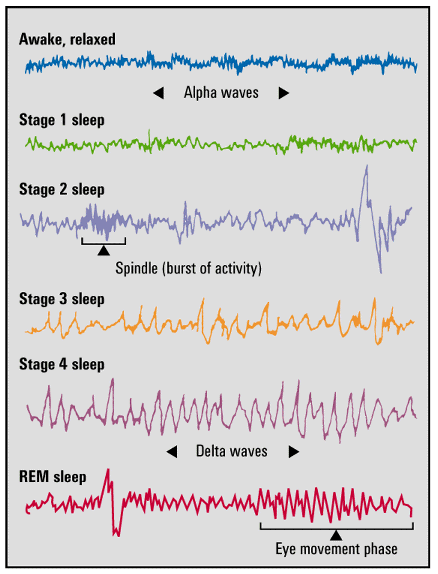 Awake, relaxed
Alpha waves
Stage 1 sleep
Stage 2 sleep
Spindle (burst of activity)
Stage 3 sleep
Stage 4 sleep
Delta waves
REM sleep
Eye movement phase